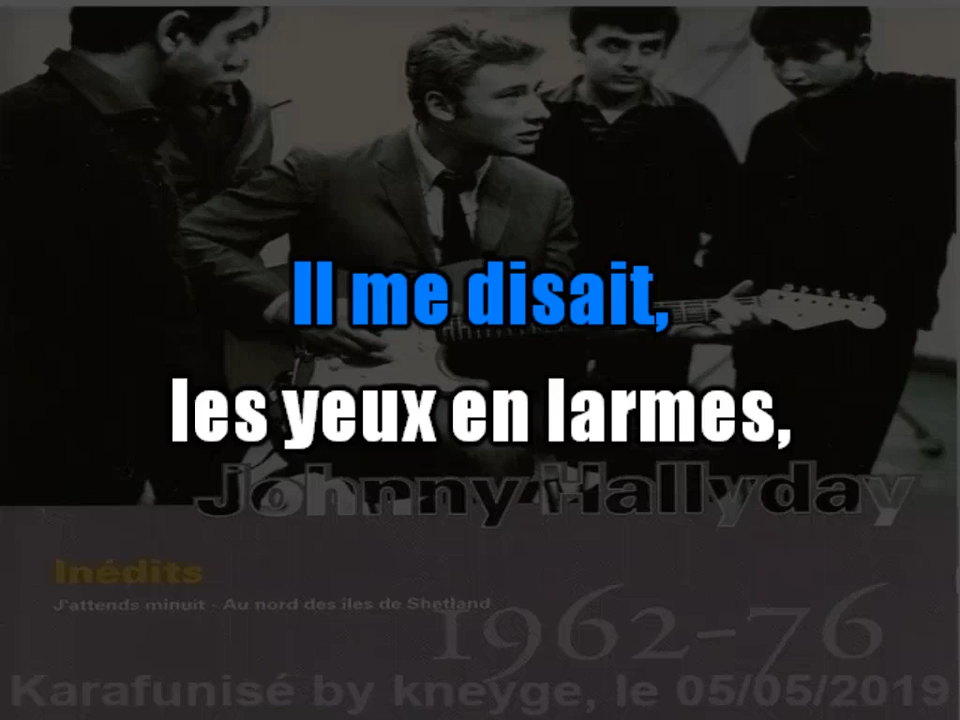 Il me disait,
les yeux en larmes,
Johnny Hallyday
Inédits
J'attends minuit - Au nord des îles de Shetland
1962-76
Karafunisé by kneyge, le 05/05/2019